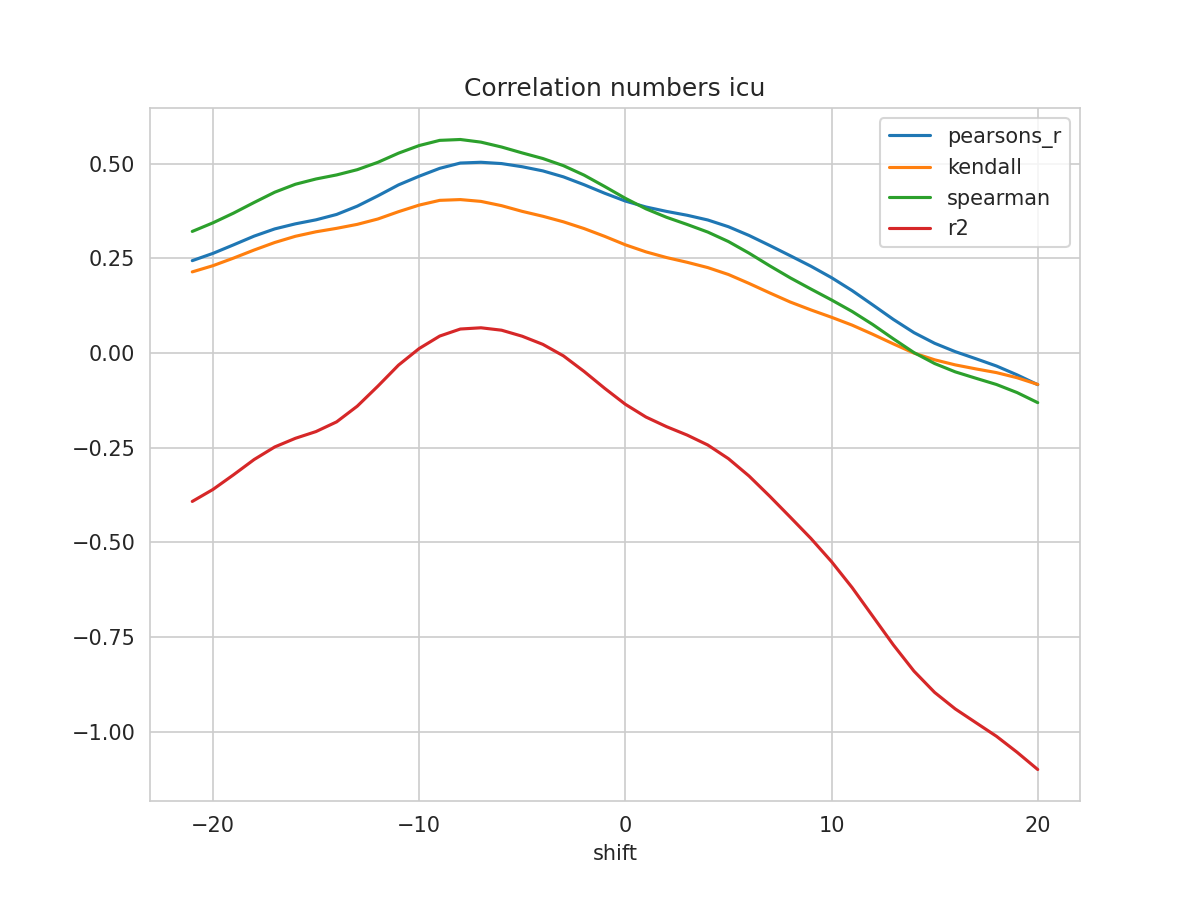 Correlation numbers icu
pearsons_r
kendall
spearman
r2
0.50
0.25
0.00
−0.25
−0.50
−0.75
−1.00
−20 −10 0 10 20
shift